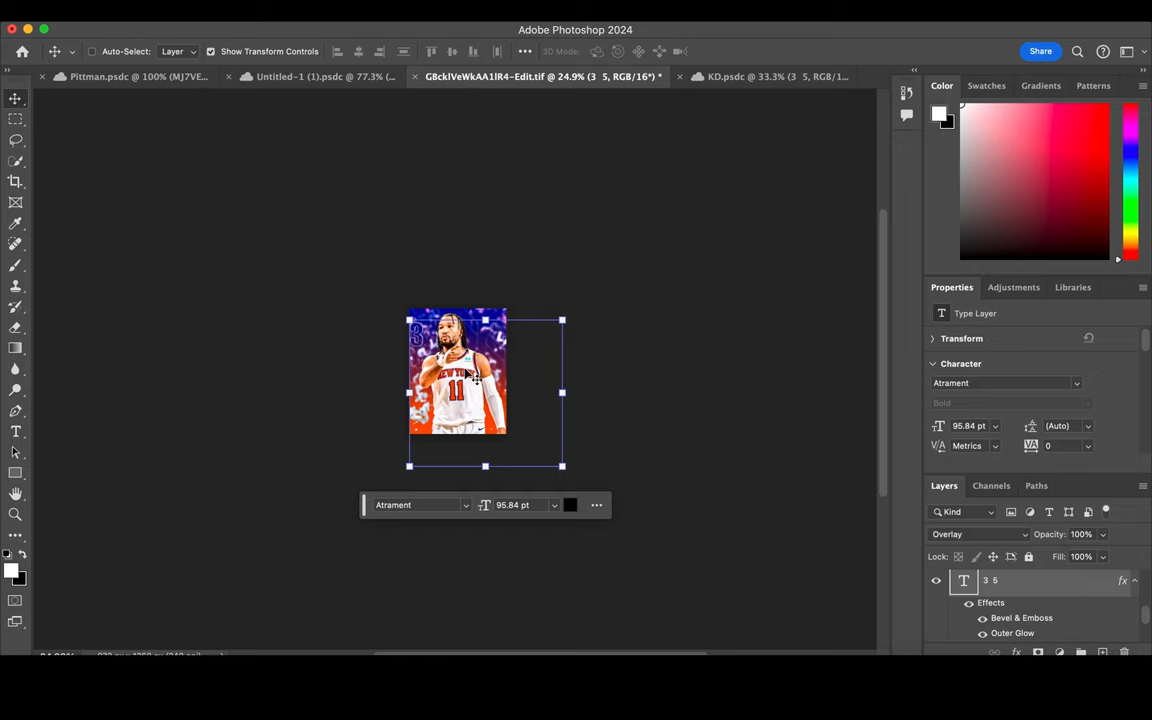 Adobe Photoshop 2024
Auto-Select: Layer Show Transform Controls 3D Mode: Share
Pittman.psdc @ 100% (MJ7VE... Untitled-1 (1).psdc @ 77.3% (... GBcklVeWkAA1lR4-Edit.tif @ 24.9% (3 5, RGB/16*) * KD.psdc @ 33.3% (3 5, RGB/1...
Color Swatches Gradients Patterns
Properties Adjustments Libraries
T Type Layer
Transform
Character
Atrament
Bold
95.84 pt (Auto)
Metrics 0
Layers Channels Paths
Kind
Overlay Opacity: 100%
Lock: Fill: 100%
T 3 5 fx
Effects
Bevel & Emboss
Outer Glow
3
NEW YORK
11
Atrament 95.84 pt